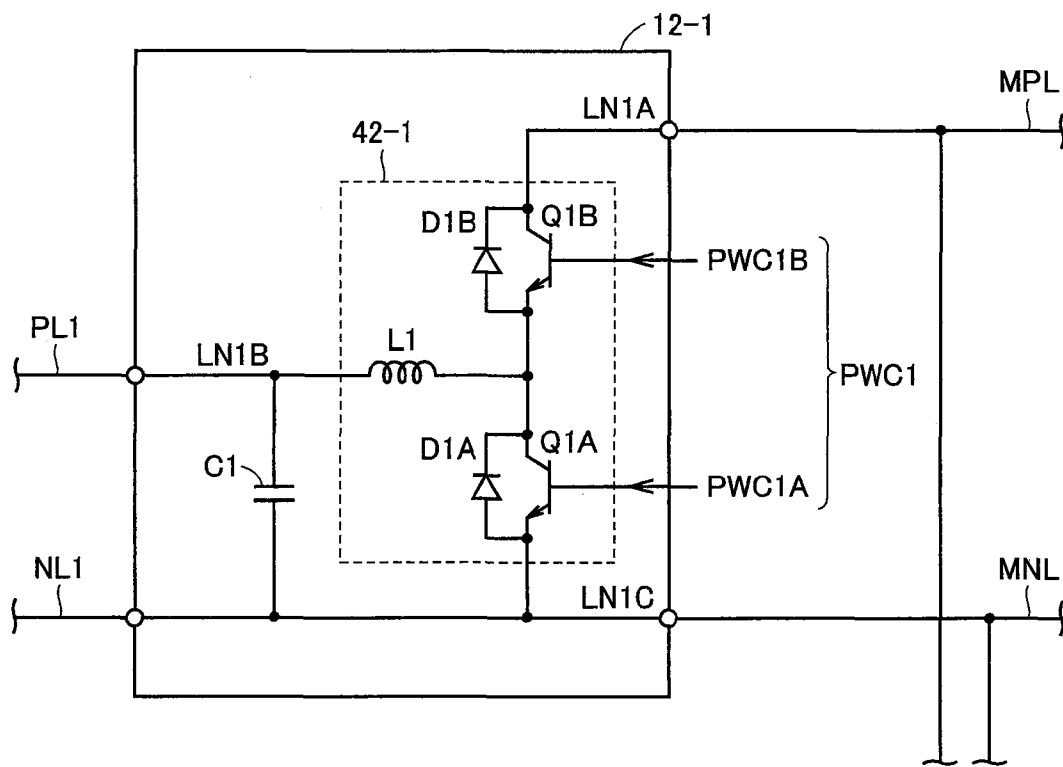 12-1
LN1A
MPL
42-1
D1B
Q1B
PWC1B
PL1
LN1B
L1
PWC1
D1A
Q1A
C1
PWC1A
NL1
LN1C
MNL